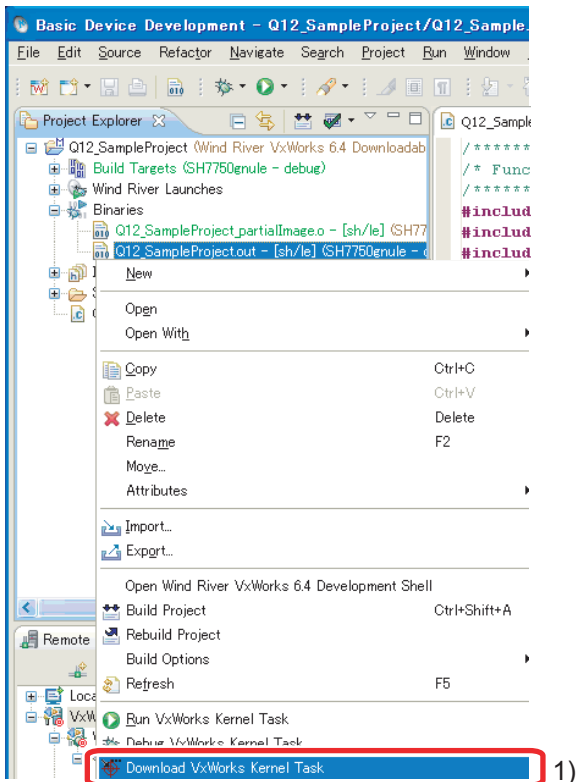 Basic Device Development - Q12_SampleProject/Q12_Sample.
File Edit Source Refactor Navigate Search Project Run Window
Project Explorer
Q12_Sample
Q12_SampleProject (Wind River VxWorks 6.4 Downloadab
/******
Build Targets (SH7750gnule - debug)
/* Func
Wind River Launches
/******
Binaries
#includ
Q12_SampleProject_partialImage.o - [sh/le] (SH77
#includ
Q12_SampleProject.out - [sh/le] (SH7750gnule - d
#includ
New
Open
Open With
Copy Ctrl+C
Paste Ctrl+V
Delete Delete
Rename F2
Move...
Attributes
Import...
Export...
Open Wind River VxWorks 6.4 Development Shell
Build Project Ctrl+Shift+A
Rebuild Project
Remote
Build Options
Refresh F5
Loca
VxW
Run VxWorks Kernel Task
Debug VxWorks Kernel Task
Download VxWorks Kernel Task
1)